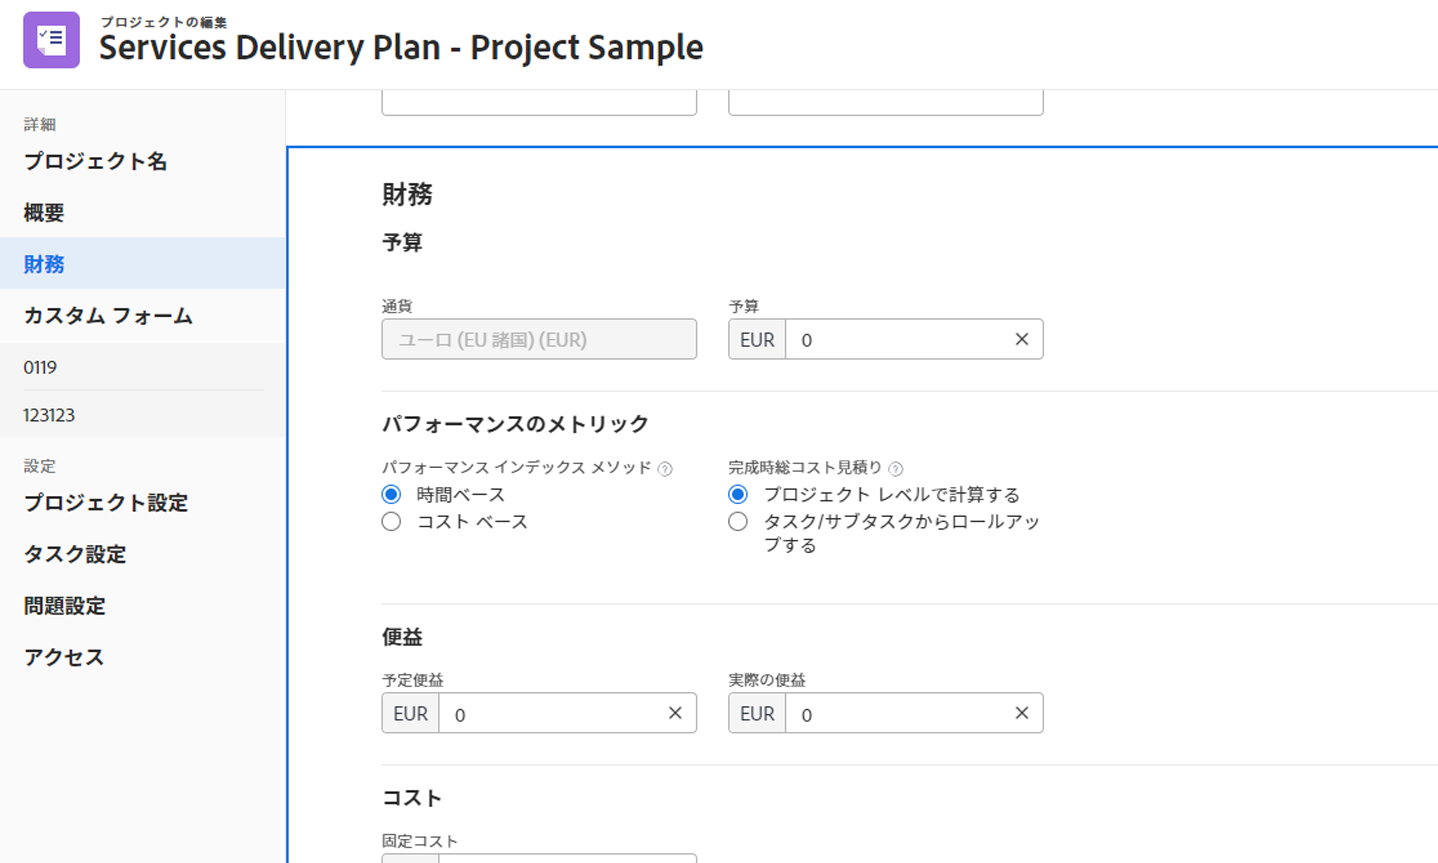 プロジェクトの編集
Services Delivery Plan - Project Sample
詳細
プロジェクト名
概要
財務
カスタム フォーム
0119
123123
設定
プロジェクト設定
タスク設定
問題設定
アクセス
財務
予算
通貨
ユーロ (EU 諸国) (EUR)
予算
EUR 0
パフォーマンスのメトリック
パフォーマンス インデックス メソッド
時間ベース
コスト ベース
完成時総コスト見積り
プロジェクト レベルで計算する
タスク/サブタスクからロールアッ
プする
便益
予定便益
EUR 0
実際の便益
EUR 0
コスト
固定コスト